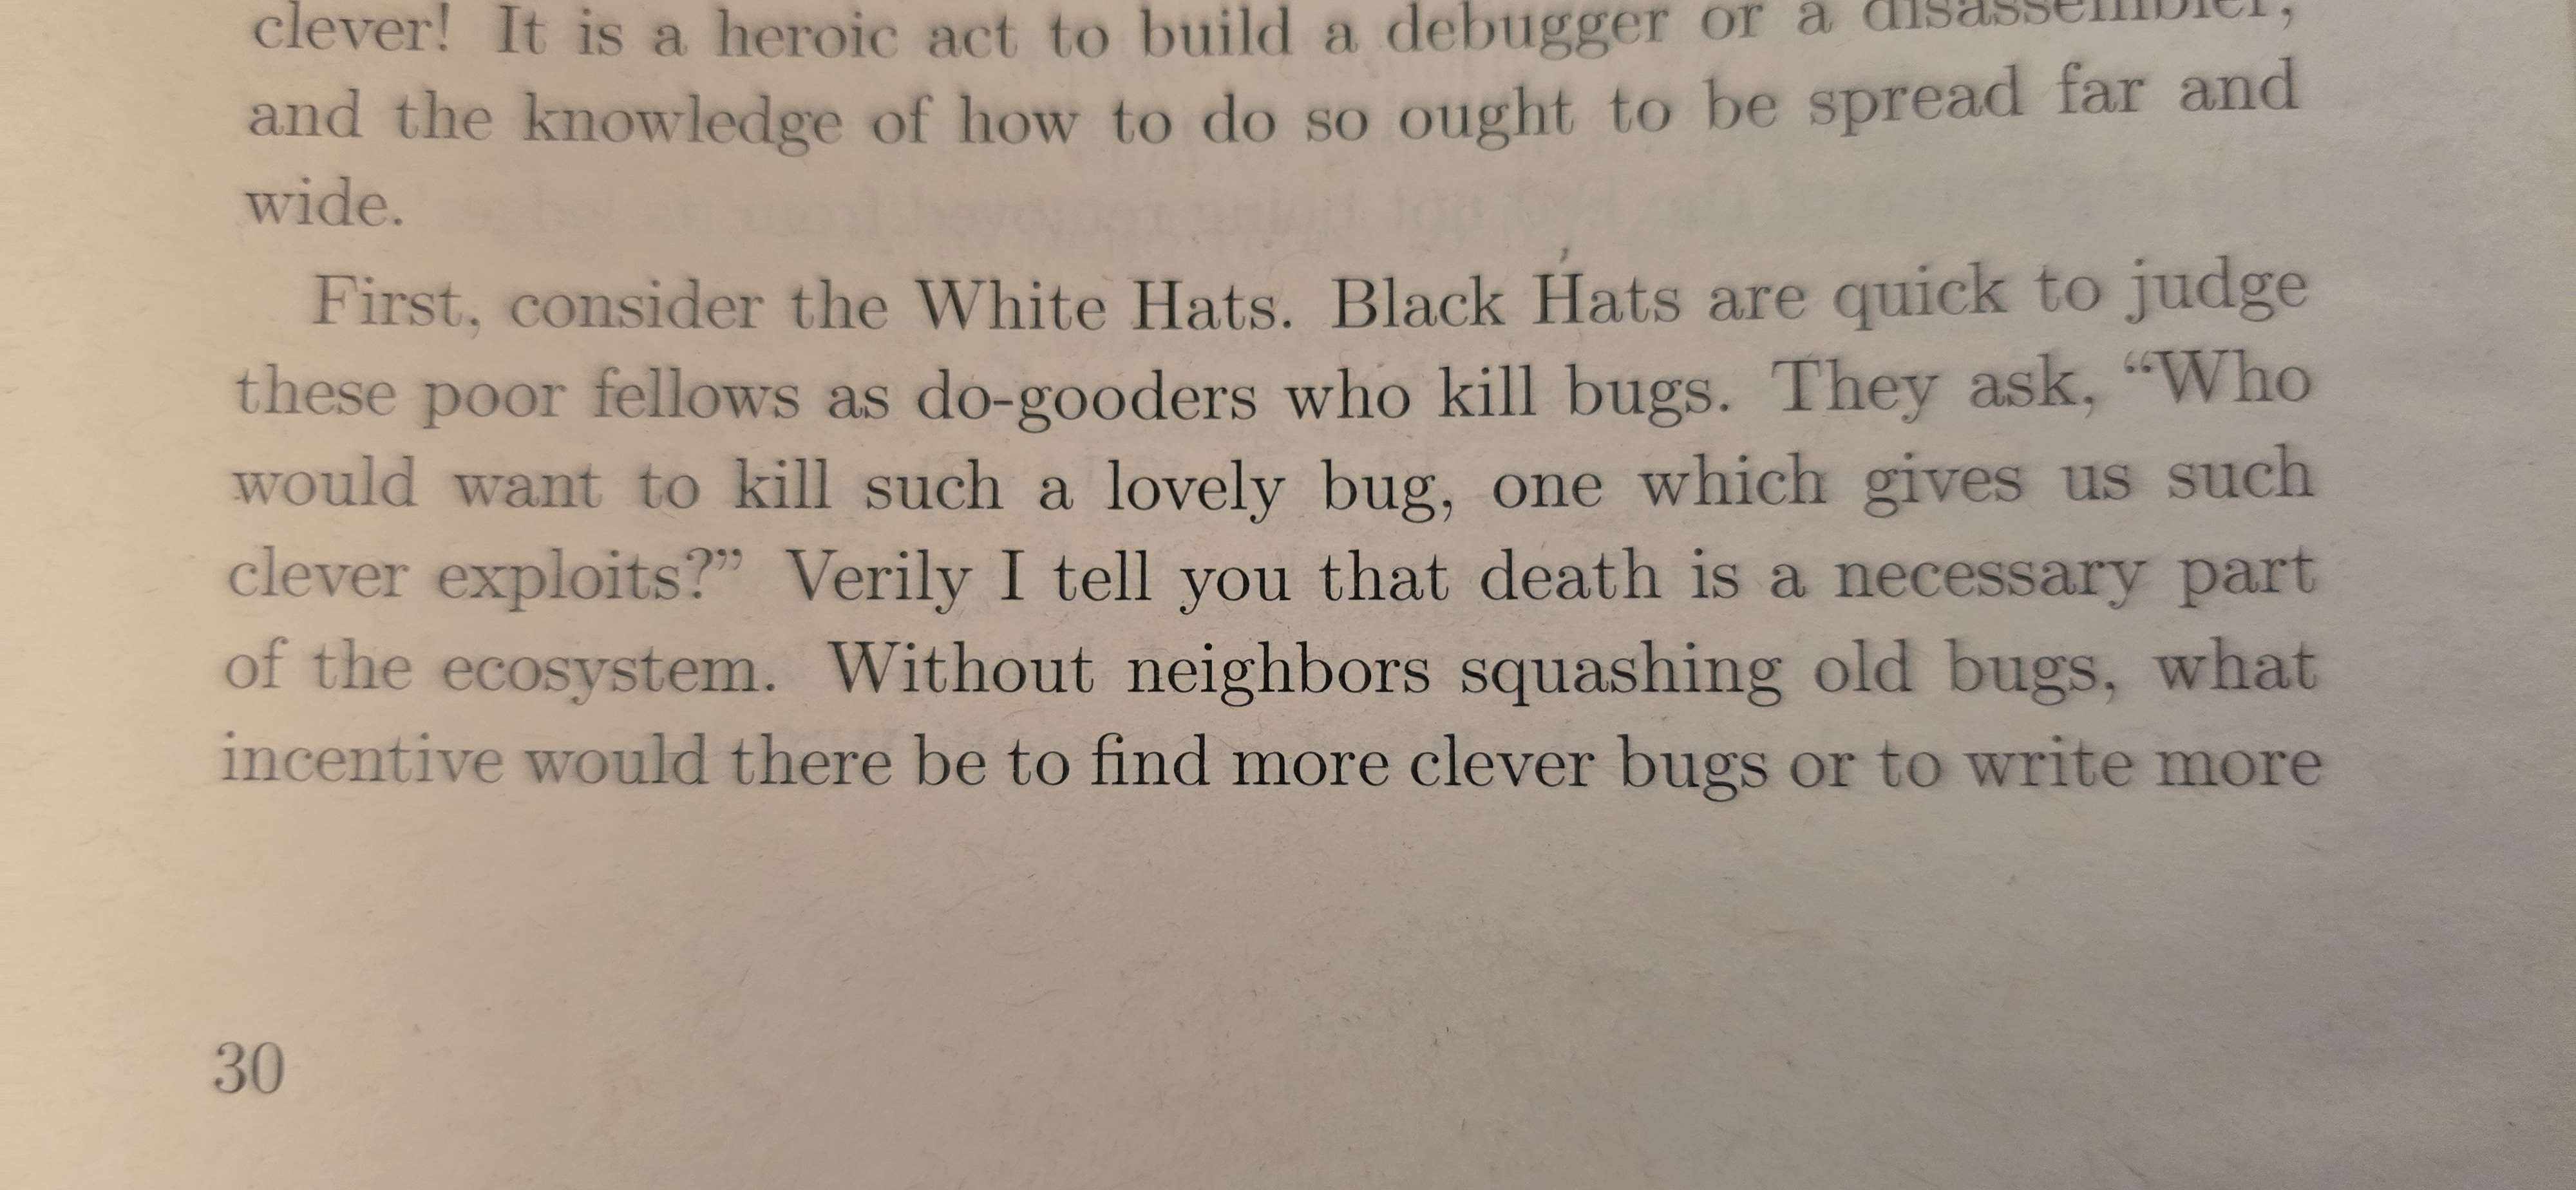 clever! It is a heroic act to build a debugger or a disassembler,
and the knowledge of how to do so ought to be spread far and
wide.
First, consider the White Hats. Black Hats are quick to judge
these poor fellows as do-gooders who kill bugs. They ask, “Who
would want to kill such a lovely bug, one which gives us such
clever exploits?” Verily I tell you that death is a necessary part
of the ecosystem. Without neighbors squashing old bugs, what
incentive would there be to find more clever bugs or to write more
30